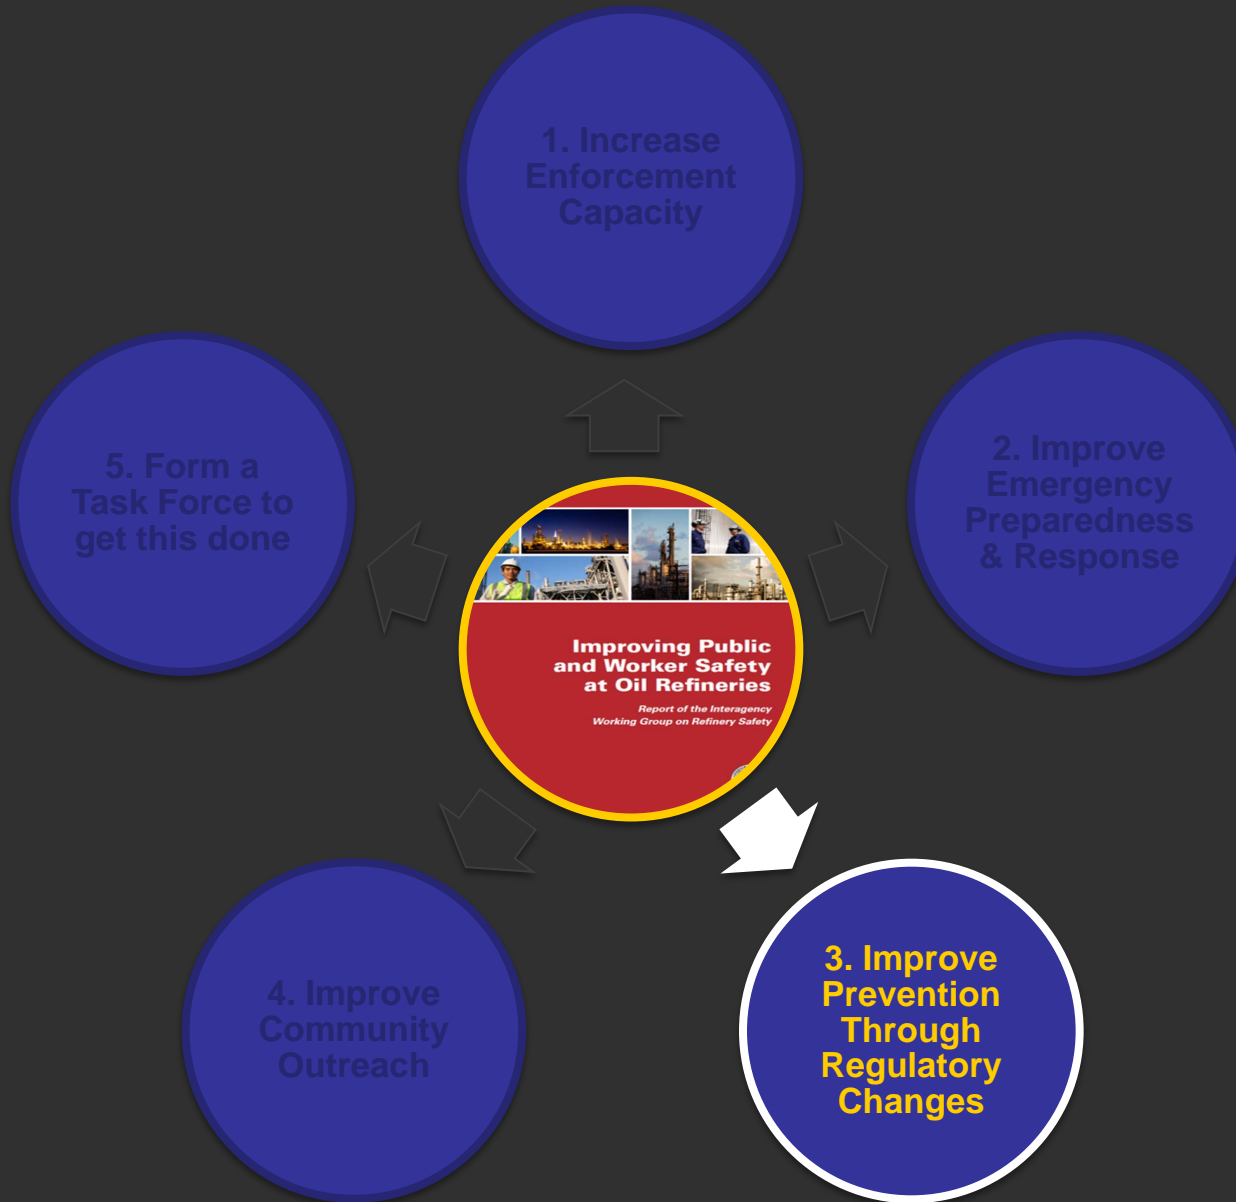 1. Increase
Enforcement
Capacity
2. Improve
Emergency
Preparedness
& Response
3. Improve
Prevention
Through
Regulatory
Changes
4. Improve
Community
Outreach
5. Form a
Task Force to
get this done
Improving Public
and Worker Safety
at Oil Refineries
Report of the Interagency
Working Group on Refinery Safety